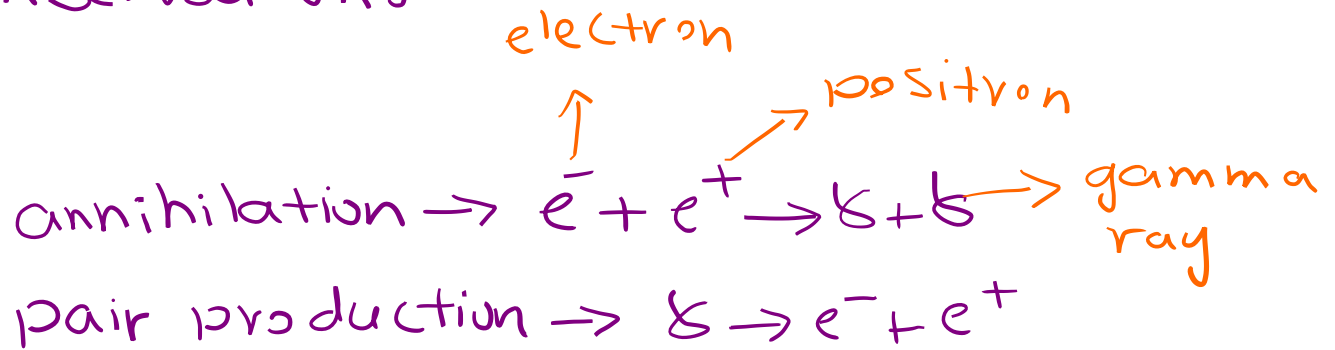 electron
positron
annihilation → e⁻ + e⁺ → γ + γ → gamma ray
pair production → γ → e⁻ + e⁺